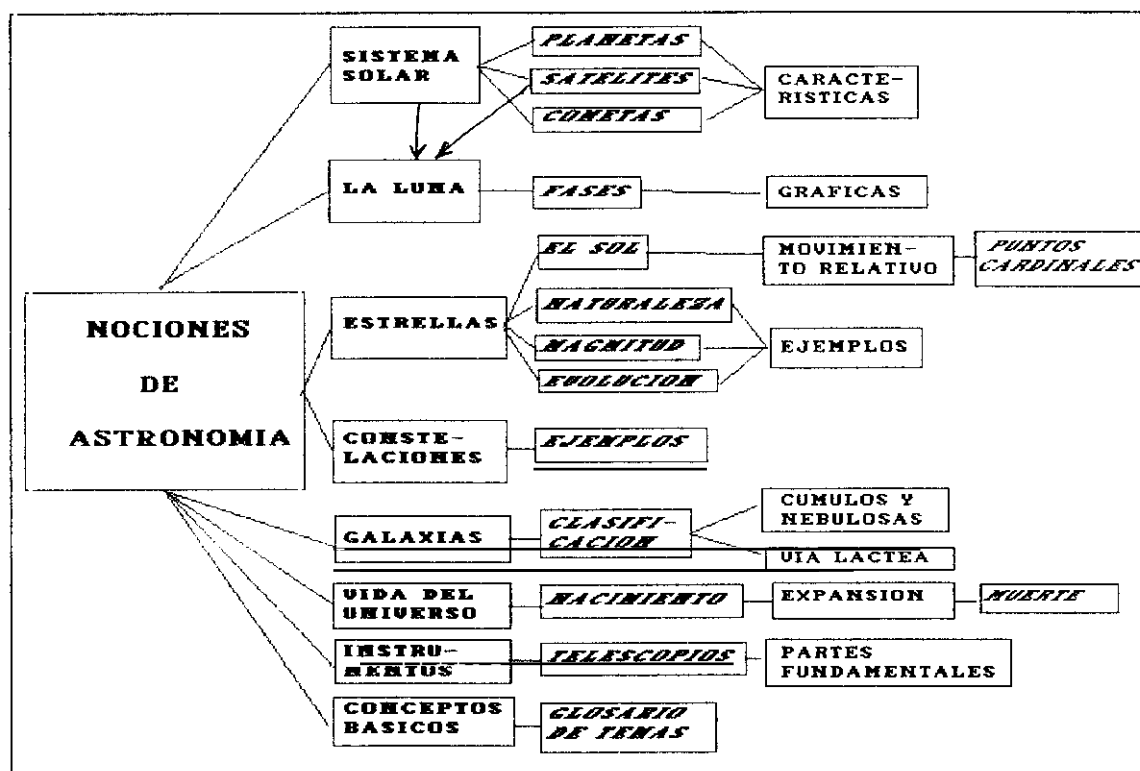 NOCIONES
DE
ASTRONOMIA
SISTEMA
SOLAR
PLANETAS
SATELITES
COMETAS
CARACTE-
RISTICAS
LA LUNA
FASES
GRAFICAS
ESTRELLAS
EL SOL
MOVIMIEN-
TO RELATIVO
PUNTOS
CARDINALES
NATURALEZA
MAGNITUD
EVOLUCION
EJEMPLOS
CONSTE-
LACIONES
EJEMPLOS
GALAXIAS
CLASIFI-
CACION
CUMULOS Y
NEBULOSAS
VIA LACTEA
VIDA DEL
UNIVERSO
NACIMIENTO
EXPANSION
MUERTE
INSTRU-
MENTOS
TELESCOPIOS
PARTES
FUNDAMENTALES
CONCEPTOS
BASICOS
GLOSARIO
DE TEMAS